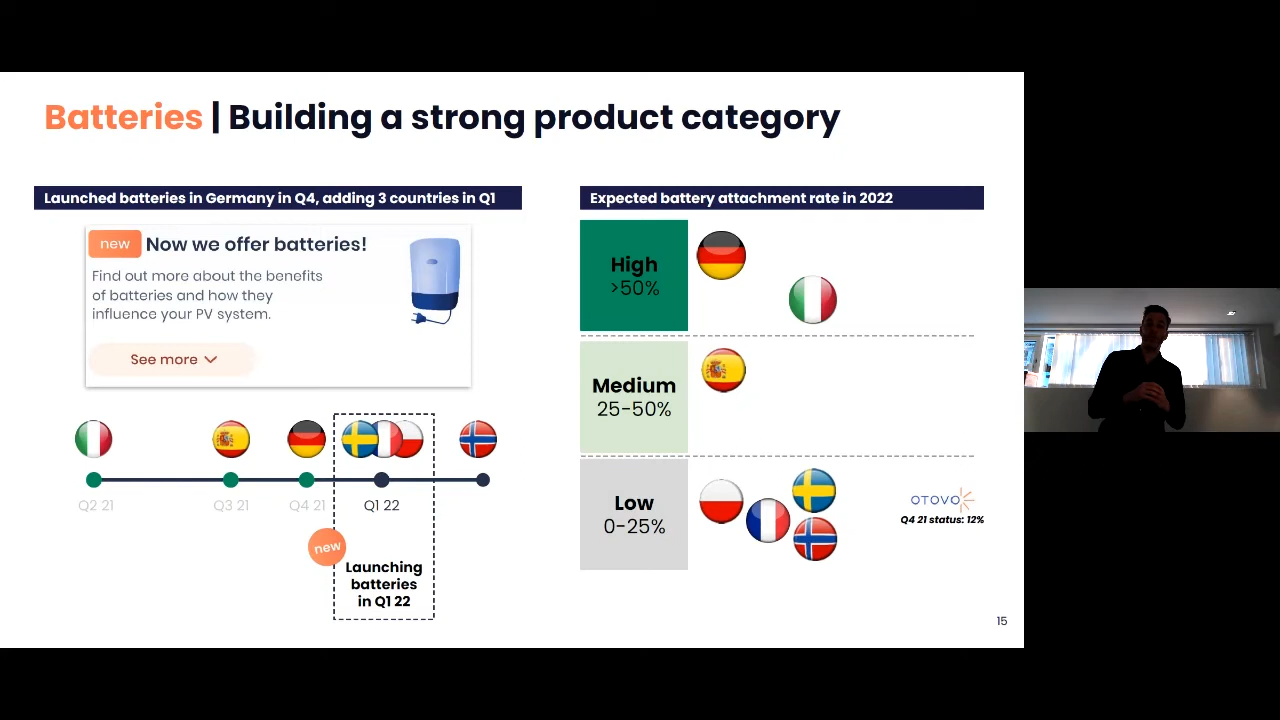 Batteries | Building a strong product category
Launched batteries in Germany in Q4, adding 3 countries in Q1
new Now we offer batteries!
Find out more about the benefits
of batteries and how they
influence your PV system.
See more
Q2 21
Q3 21
Q4 21
Q1 22
new
Launching
batteries
in Q1 22
Expected battery attachment rate in 2022
High
>50%
Medium
25-50%
Low
0-25%
OTOVO
Q4 21 status: 12%
15